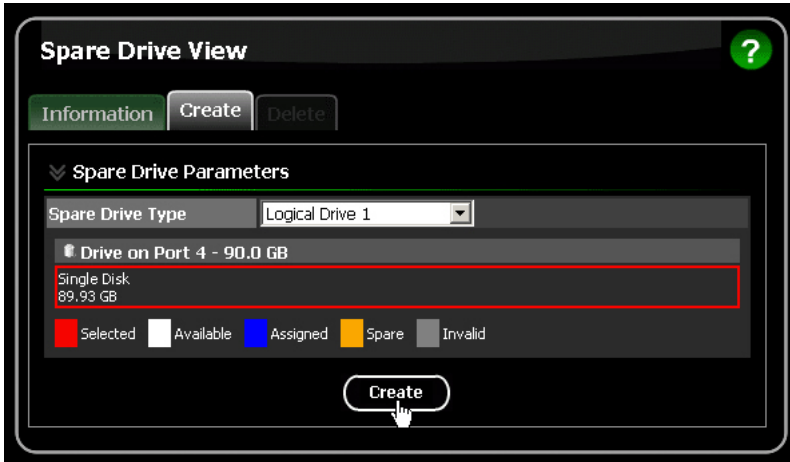 Spare Drive View
?
Information Create Delete
Spare Drive Parameters
Spare Drive Type Logical Drive 1
Drive on Port 4 - 90.0 GB
Single Disk
89.93 GB
Selected Available Assigned Spare Invalid
Create